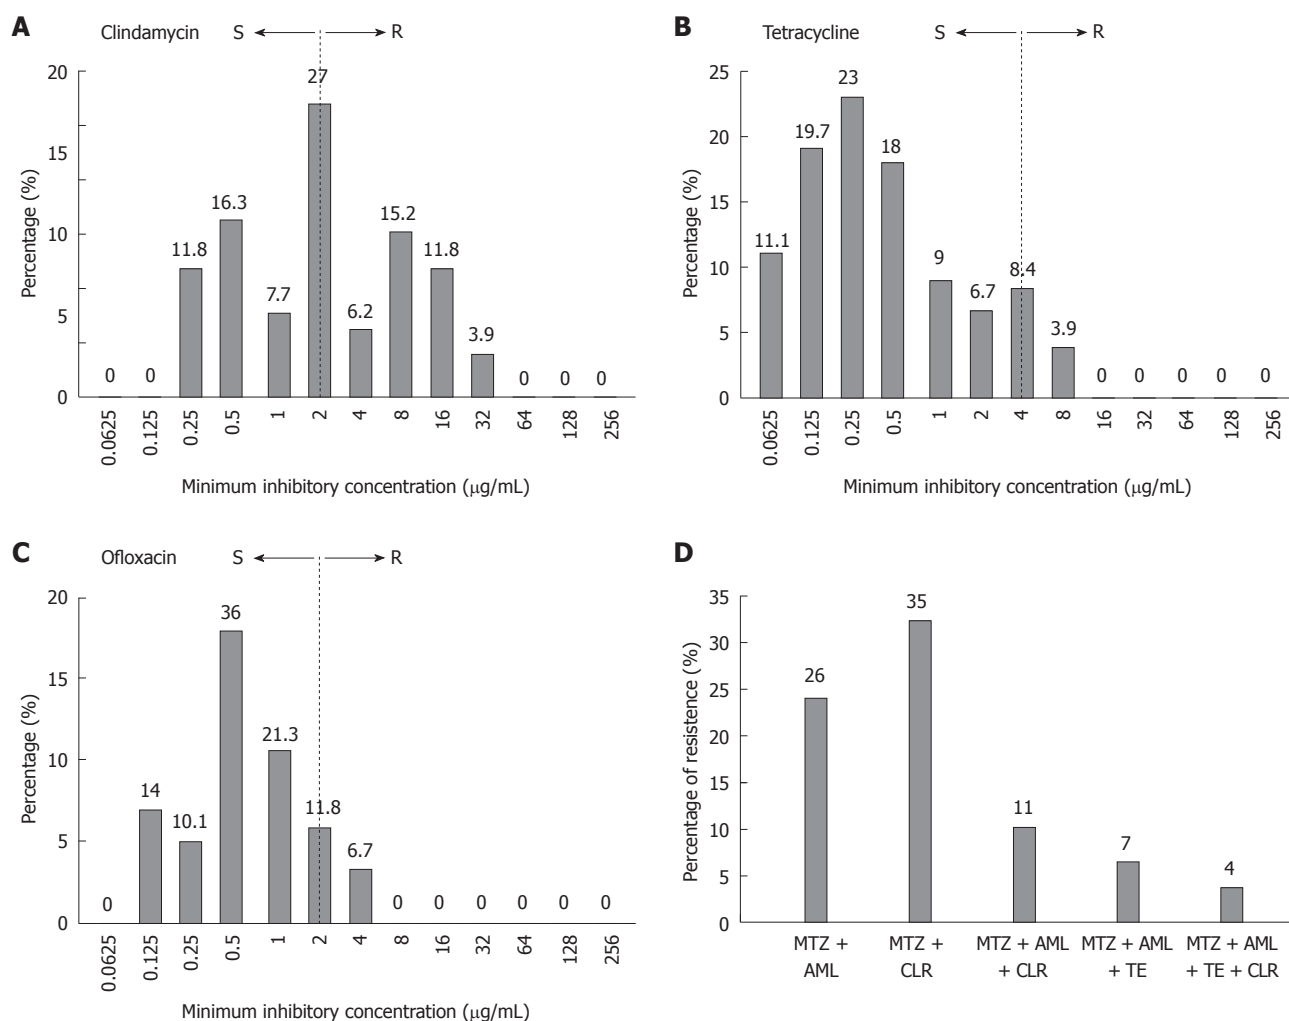 A
Clindamycin S R
Percentage (%)
20
15
10
5
0
0 0 11.8 16.3 7.7 27 6.2 15.2 11.8 3.9 0 0 0
0.0625 0.125 0.25 0.5 1 2 4 8 16 32 64 128 256
Minimum inhibitory concentration (μg/mL)
B
Tetracycline S R
Percentage (%)
25
20
15
10
5
0
11.1 19.7 23 18 9 6.7 8.4 3.9 0 0 0 0 0
0.0625 0.125 0.25 0.5 1 2 4 8 16 32 64 128 256
Minimum inhibitory concentration (μg/mL)
C
Ofloxacin S R
Percentage (%)
20
15
10
5
0
0 14 10.1 36 21.3 11.8 6.7 0 0 0 0 0 0
0.0625 0.125 0.25 0.5 1 2 4 8 16 32 64 128 256
Minimum inhibitory concentration (μg/mL)
D
Percentage of resistence (%)
35
30
25
20
15
10
5
0
26 35 11 7 4
MTZ + MTZ + MTZ + AML MTZ + AML MTZ + AML
AML CLR + CLR + TE + TE + CLR